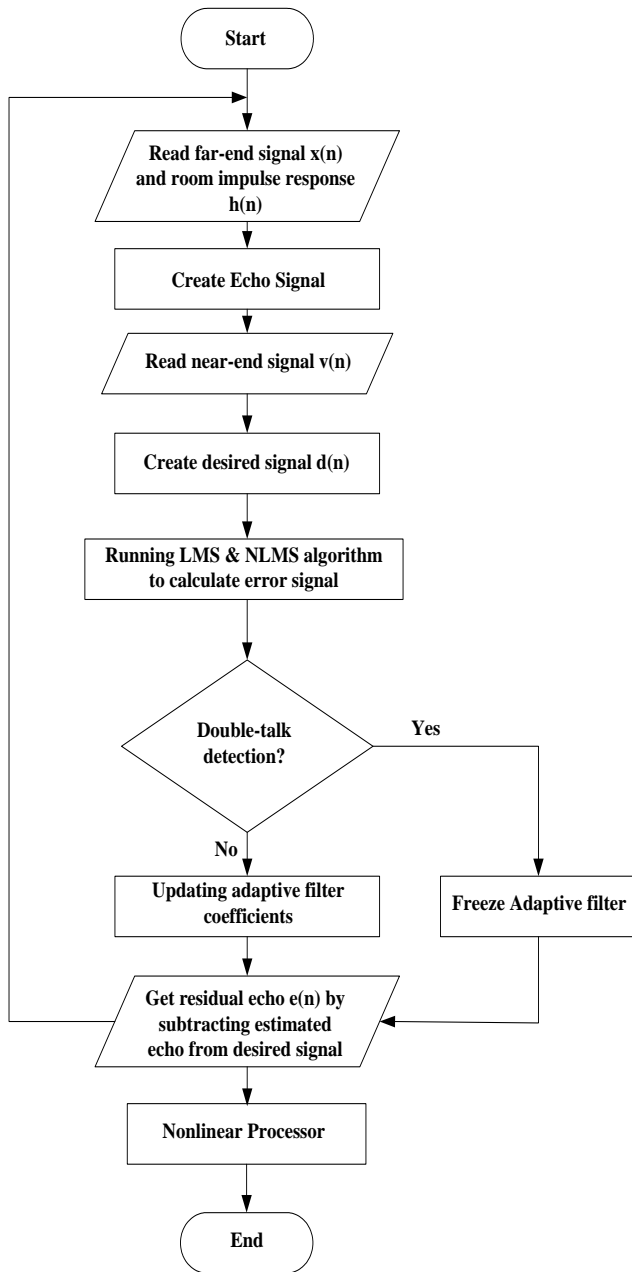 Start
Read far-end signal x(n)
and room impulse response
h(n)
Create Echo Signal
Read near-end signal v(n)
Create desired signal d(n)
Running LMS & NLMS algorithm
to calculate error signal
Double-talk
detection?
Yes
No
Updating adaptive filter
coefficients
Freeze Adaptive filter
Get residual echo e(n) by
subtracting estimated
echo from desired signal
Nonlinear Processor
End